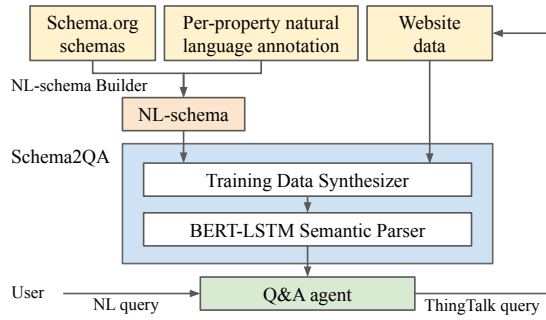 Schema.org
schemas
Per-property natural
language annotation
Website
data
NL-schema Builder
NL-schema
Schema2QA
Training Data Synthesizer
BERT-LSTM Semantic Parser
User
NL query
Q&A agent
ThingTalk query